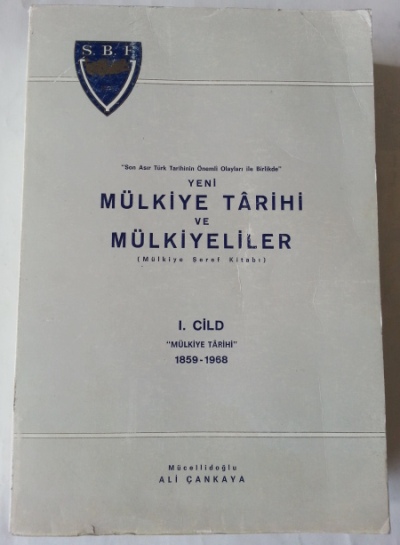 S. B. F
"Son Asır Türk Tarihinin Önemli Olayları ile Birlikde"
YENİ
MÜLKİYE TÂRİHİ
VE
MÜLKİYELİLER
(Mülkiye Şeref Kitabı)
I. CİLD
"MÜLKİYE TÂRİHİ"
1859-1968
Mücellidoğlu
ALİ ÇANKAYA